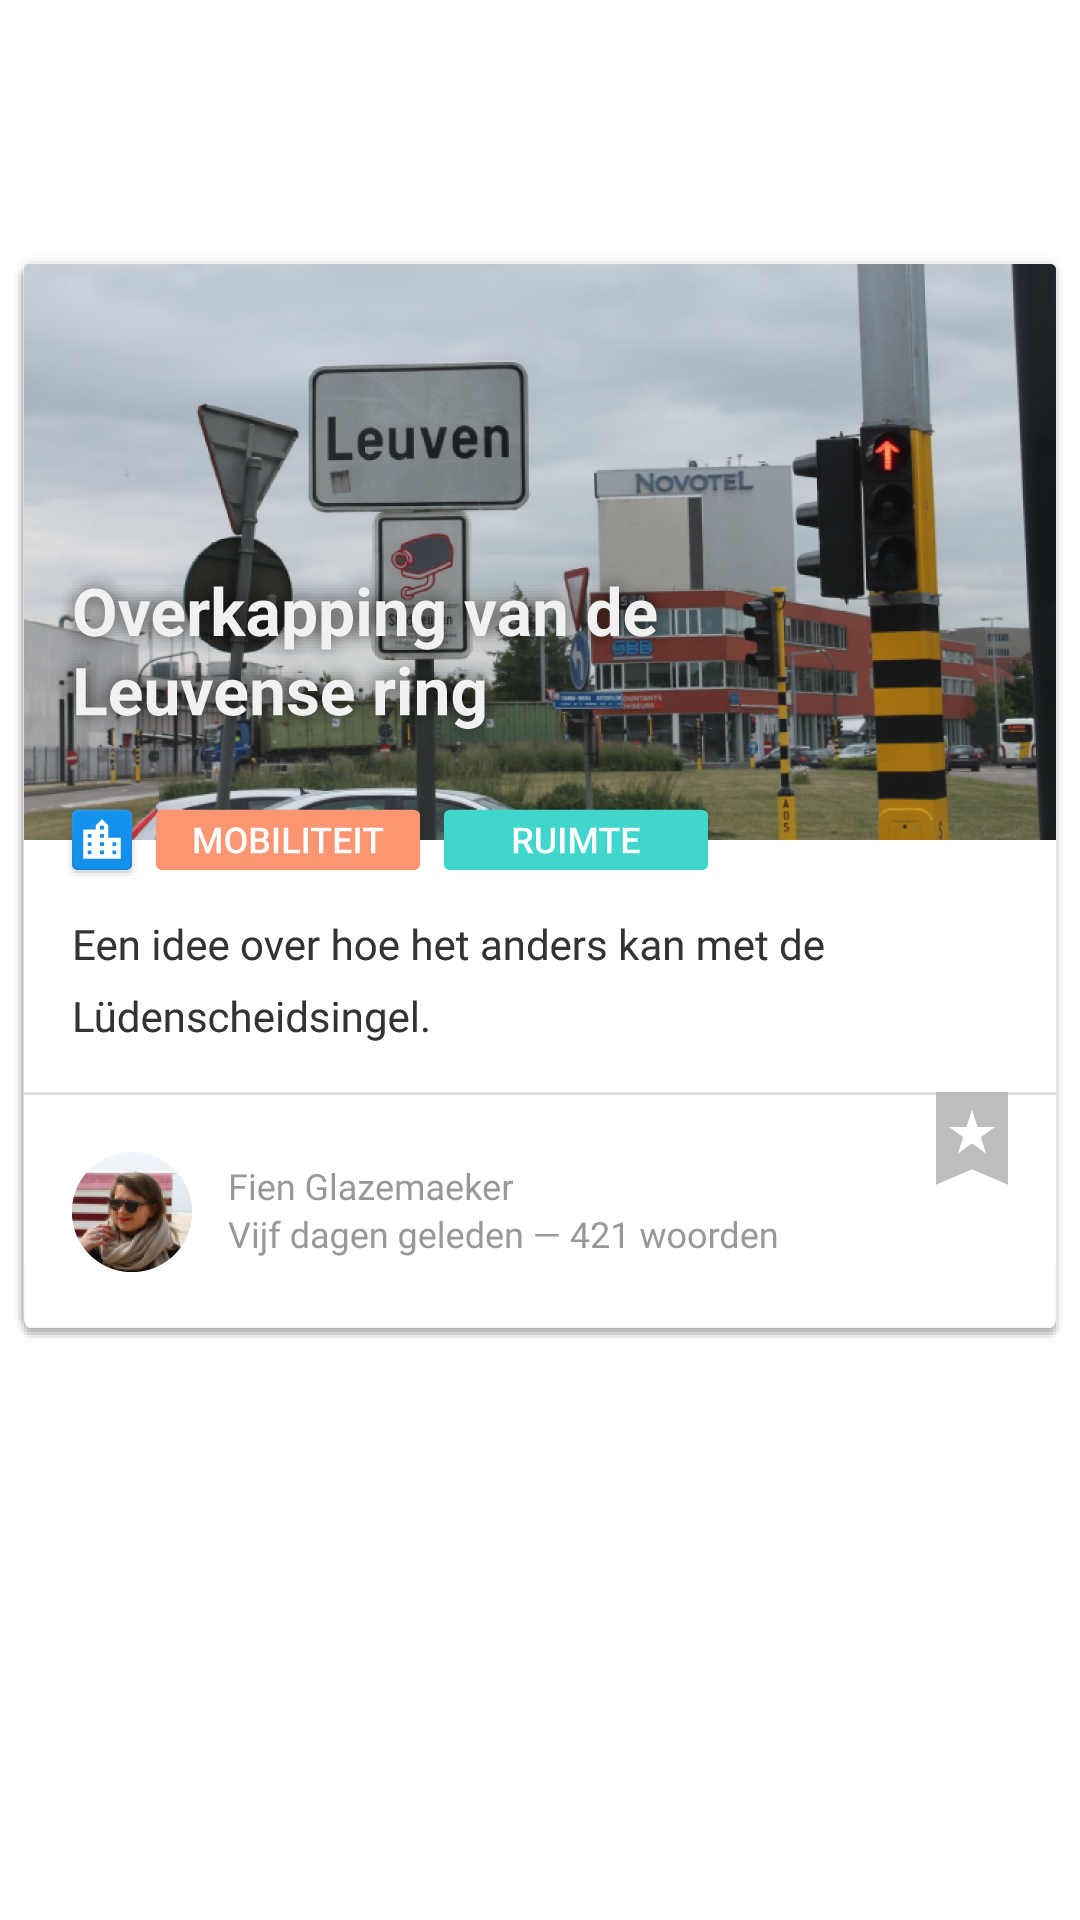 Leuven
NOVOTEL
Overkapping van de
SBB
Leuvense ring
MOBILITEIT
RUIMTE
Een idee over hoe het anders kan met de
Lüdenscheidsingel.
Fien Glazemaeker
Vijf dagen geleden — 421 woorden